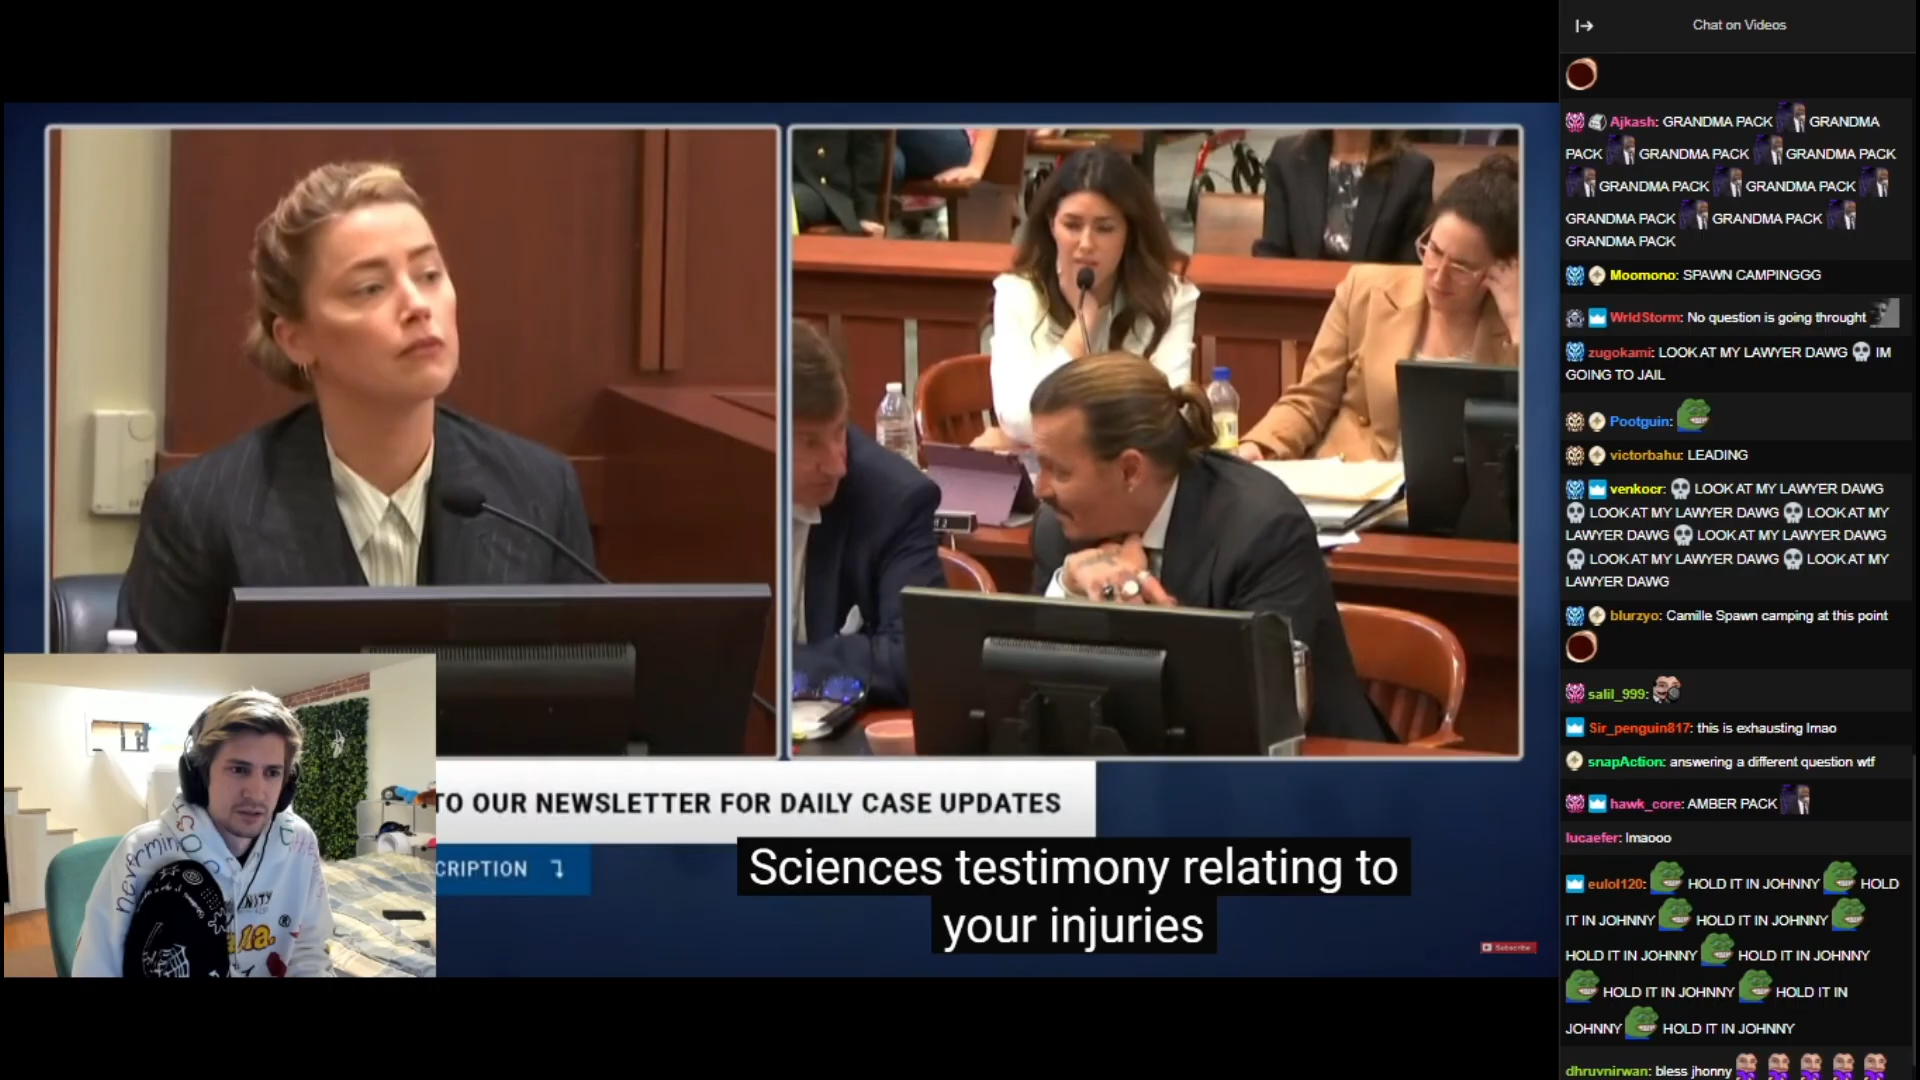 TO OUR NEWSLETTER FOR DAILY CASE UPDATES
CRIPTION
Sciences testimony relating to
your injuries
Subscribe
Chat on Videos
Ajkash: GRANDMA PACK GRANDMA
PACK GRANDMA PACK GRANDMA PACK
GRANDMA PACK GRANDMA PACK
GRANDMA PACK GRANDMA PACK
GRANDMA PACK
Moomono: SPAWN CAMPINGGG
WrldStorm: No question is going throught
zugokami: LOOK AT MY LAWYER DAWG IM
GOING TO JAIL
Pootguin:
victorbahu: LEADING
venkocr: LOOK AT MY LAWYER DAWG
LOOK AT MY LAWYER DAWG LOOK AT MY
LAWYER DAWG LOOK AT MY LAWYER DAWG
LOOK AT MY LAWYER DAWG LOOK AT MY
LAWYER DAWG
blurzyo: Camille Spawn camping at this point
salil_999:
Sir_penguin817: this is exhausting lmao
snapAction: answering a different question wtf
hawk_core: AMBER PACK
lucaefer: lmaooo
eulol120: HOLD IT IN JOHNNY HOLD
IT IN JOHNNY HOLD IT IN JOHNNY
HOLD IT IN JOHNNY HOLD IT IN JOHNNY
HOLD IT IN JOHNNY HOLD IT IN
JOHNNY HOLD IT IN JOHNNY
dhruvnirwan: bless jhonny
nevermind